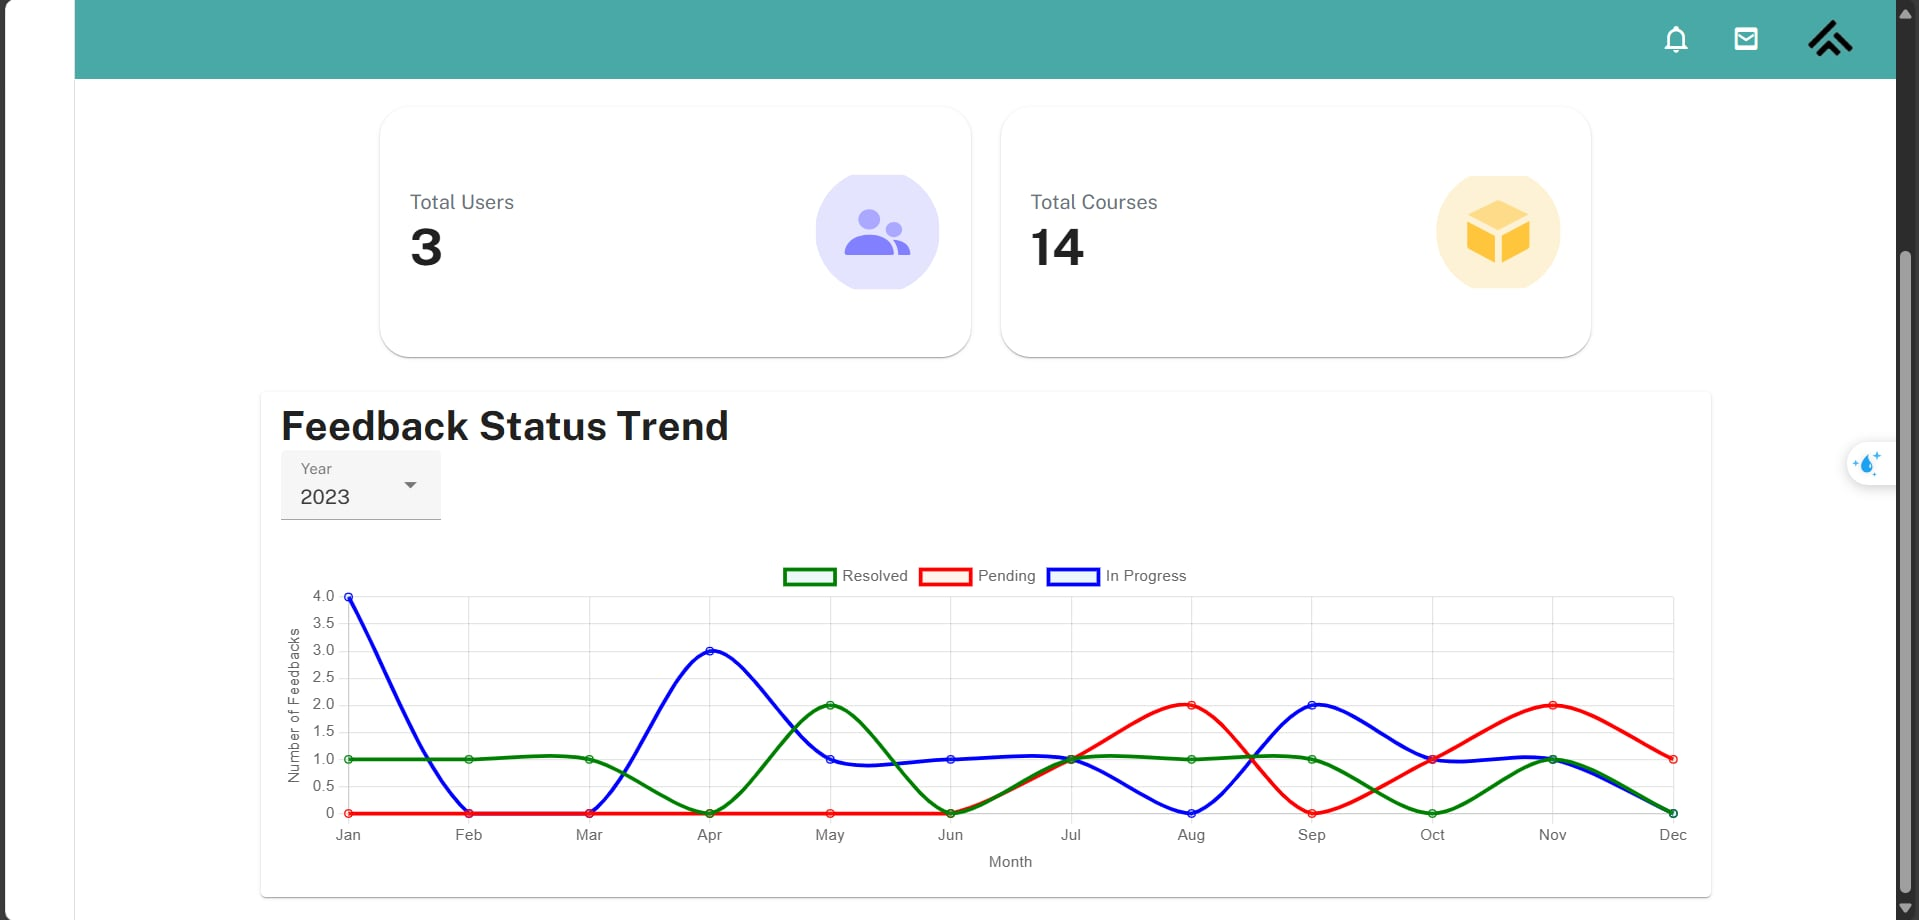 Total Users
3
Total Courses
14
Feedback Status Trend
Year
2023
Resolved Pending In Progress
Number of Feedbacks
4.0
3.5
3.0
2.5
2.0
1.5
1.0
0.5
0
Jan Feb Mar Apr May Jun Jul Aug Sep Oct Nov Dec
Month